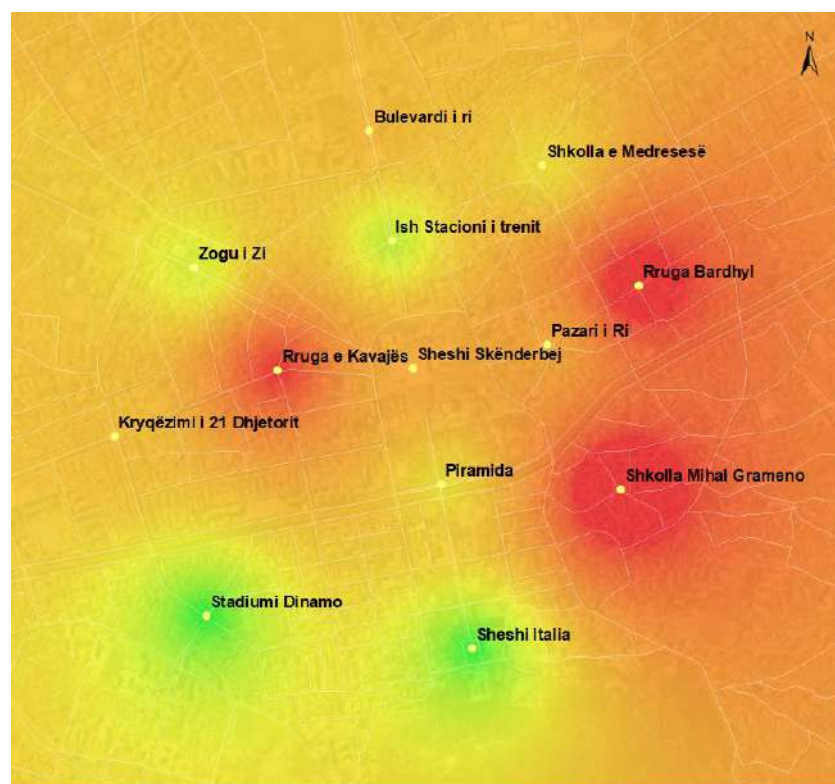 N
Bulevardi i ri
Shkolla e Medresesë
Ish Stacioni i trenit
Zogu i Zi
Rruga Bardhyl
Pazari i Ri
Rruga e Kavajës
Sheshi Skënderbej
Kryqëzimi i 21 Dhjetorit
Piramida
Shkolla Mihal Grameno
Stadiumi Dinamo
Sheshi Italia